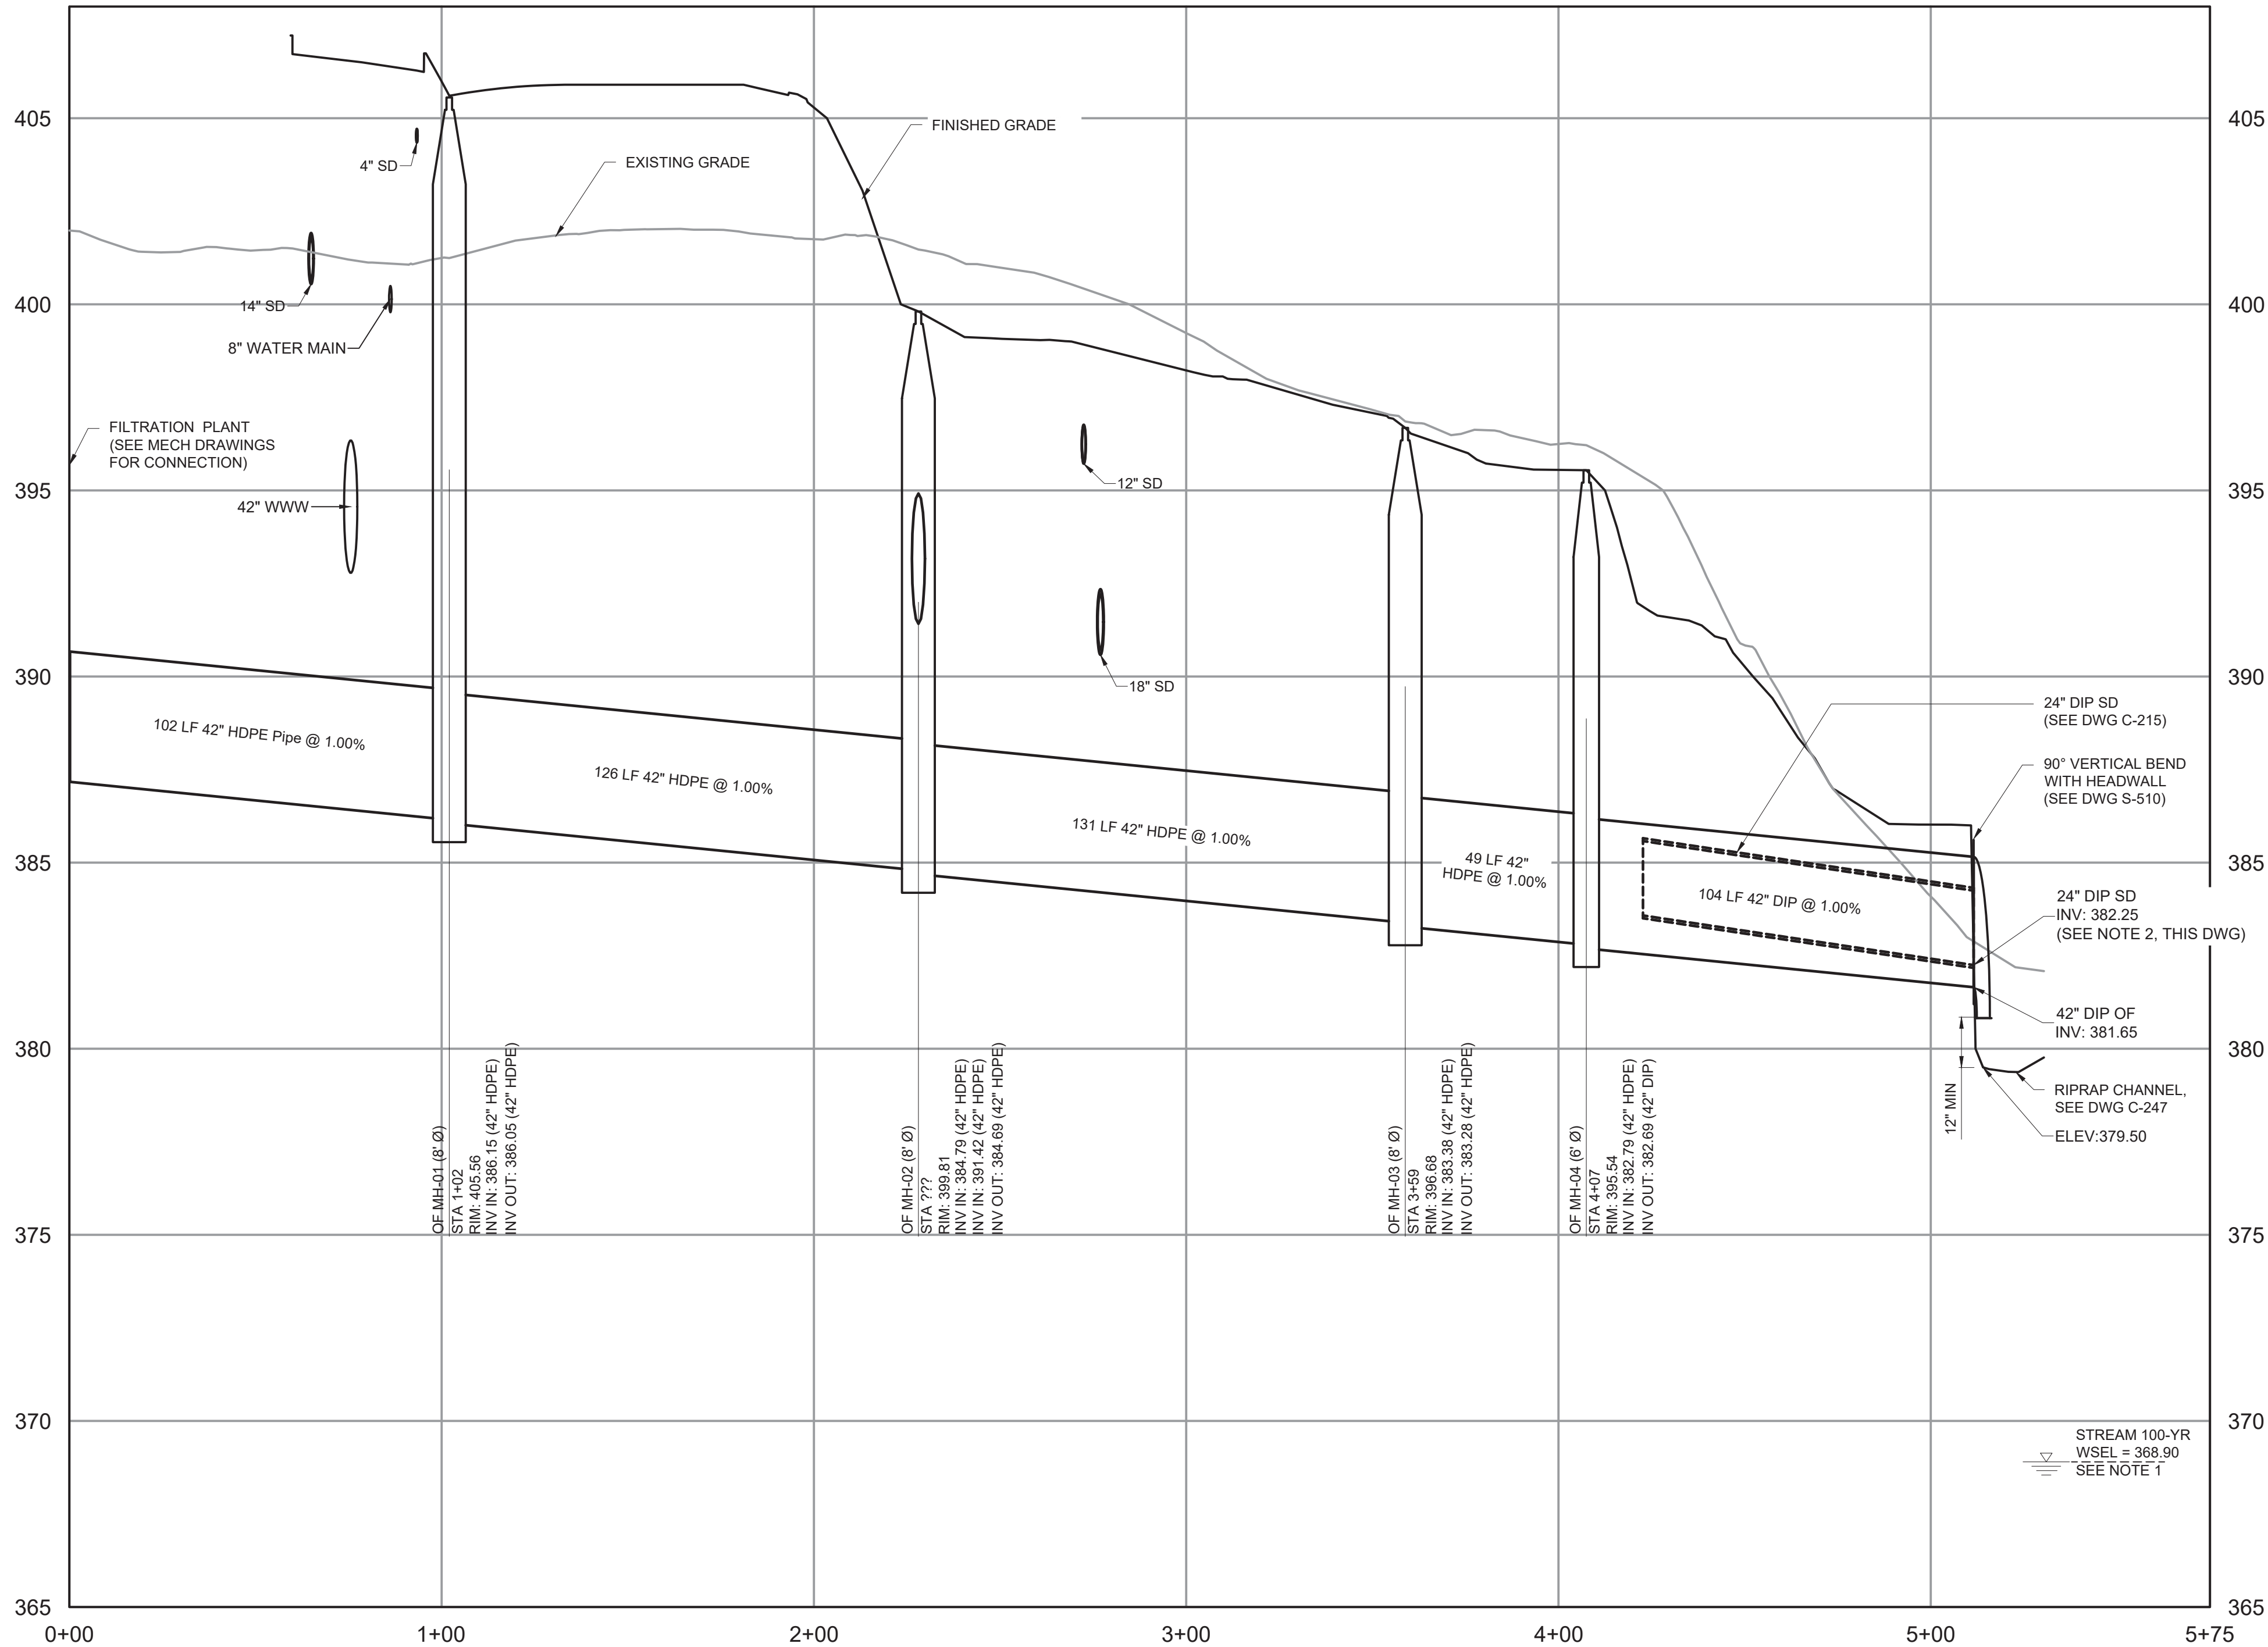 405
400
395
390
385
380
375
370
365
405
400
395
390
385
380
375
370
365
0+00
1+00
2+00
3+00
4+00
5+00
5+75
FINISHED GRADE
EXISTING GRADE
4" SD
14" SD
8" WATER MAIN
FILTRATION PLANT
(SEE MECH DRAWINGS
FOR CONNECTION)
42" WWW
12" SD
18" SD
102 LF 42" HDPE Pipe @ 1.00%
126 LF 42" HDPE @ 1.00%
131 LF 42" HDPE @ 1.00%
49 LF 42"
HDPE @ 1.00%
104 LF 42" DIP @ 1.00%
24" DIP SD
(SEE DWG C-215)
90° VERTICAL BEND
WITH HEADWALL
(SEE DWG S-510)
24" DIP SD
INV: 382.25
(SEE NOTE 2, THIS DWG)
42" DIP OF
INV: 381.65
12" MIN
RIPRAP CHANNEL,
SEE DWG C-247
ELEV:379.50
OF MH-01 (8' Ø)
STA 1+02
RIM: 405.56
INV IN: 386.15 (42" HDPE)
INV OUT: 386.05 (42" HDPE)
OF MH-02 (8' Ø)
STA ???
RIM: 399.81
INV IN: 384.79 (42" HDPE)
INV IN: 391.42 (42" HDPE)
INV OUT: 384.69 (42" HDPE)
OF MH-03 (8' Ø)
STA 3+59
RIM: 396.68
INV IN: 383.38 (42" HDPE)
INV OUT: 383.28 (42" HDPE)
OF MH-04 (6' Ø)
STA 4+07
RIM: 395.54
INV IN: 382.79 (42" HDPE)
INV OUT: 382.69 (42" DIP)
STREAM 100-YR
WSEL = 368.90
SEE NOTE 1